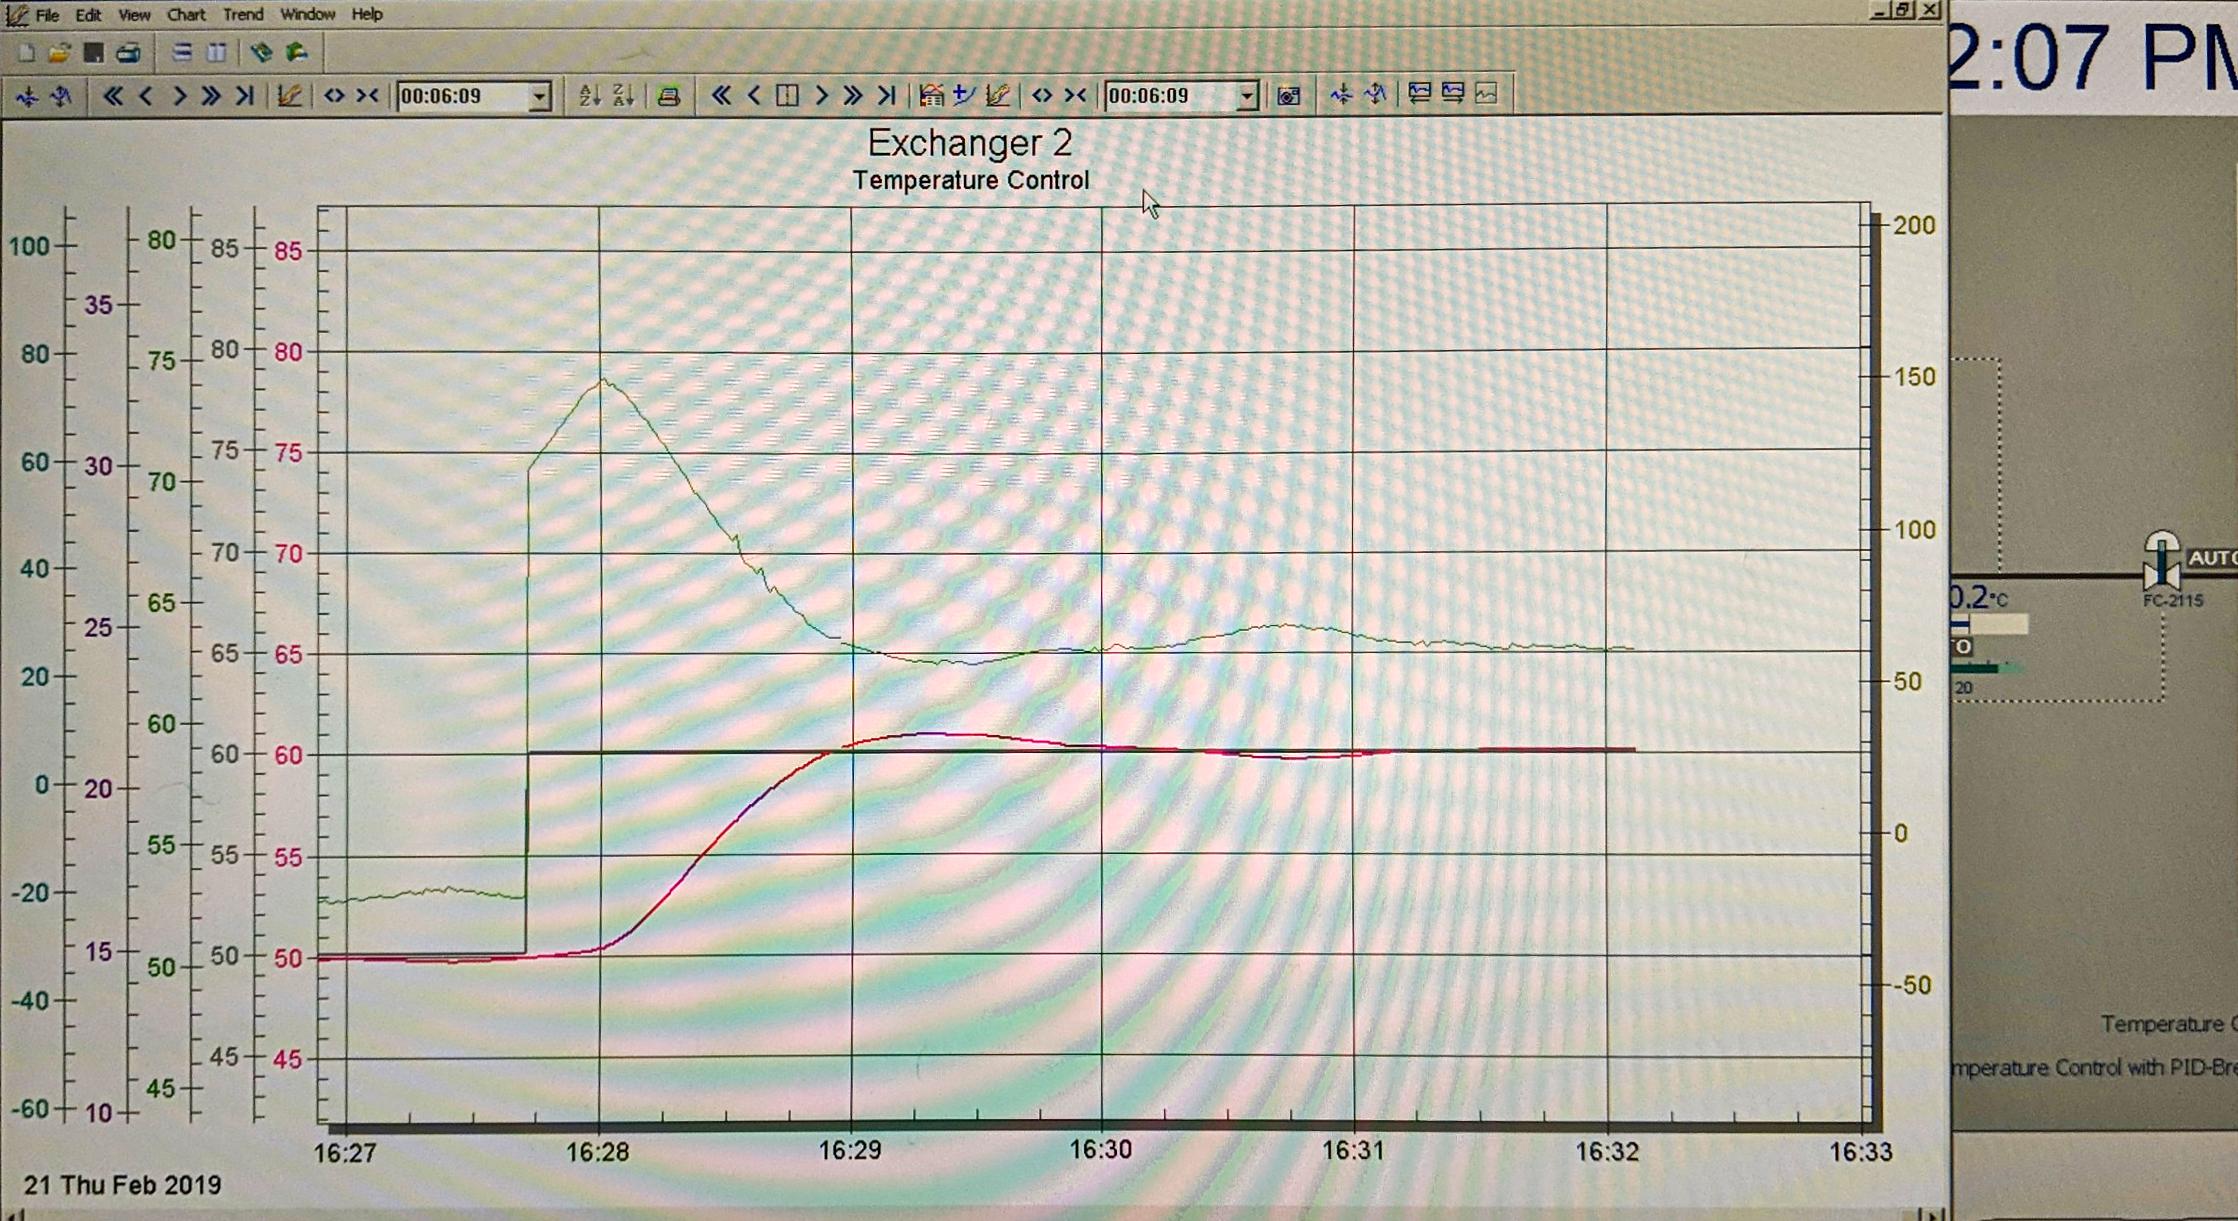 File Edit View Chart Trend Window Help
2:07 PM
00:06:09 00:06:09
Exchanger 2
Temperature Control
100 80 60 40 20 0 -20 -40 -60
35 30 25 20 15 10
80 75 70 65 60 55 50 45
85 80 75 70 65 60 55 50 45
85 80 75 70 65 60 55 50 45
200 150 100 50 0 -50
16:27 16:28 16:29 16:30 16:31 16:32 16:33
21 Thu Feb 2019
AUTO
0.2°C
FC-2115
TO
20
Temperature
Temperature Control with PID-Bre